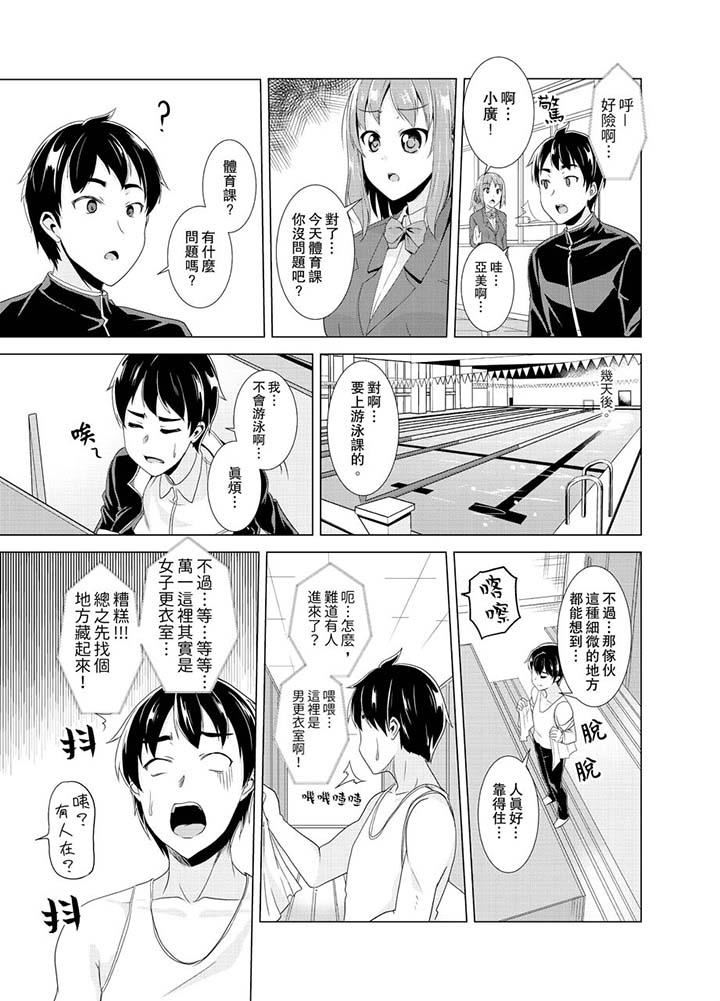 呼—
好險啊…
驚
啊…
小廣！
哇…
亞美啊…
對了…
今天體育課
你沒問題吧？
？
體育課？
有什麼
問題嗎？
幾天後。
對啊…
要上游泳課的。
我…
不會游泳啊…
眞煩…
唉~
不過…那傢伙
這種細微的地方
都能想到…
喀嚓
脫
脫
人眞好…
靠得住…
呃…怎麼，
難道有人
進來了？
喂喂…
這裡是
男更衣室啊！
嘰嘰喳喳
不過…等…等等…
萬一這裡其實是
女子更衣室…
糟糕!!!
總之先找個
地方藏起來！
抖
咦？
有人在？
抖